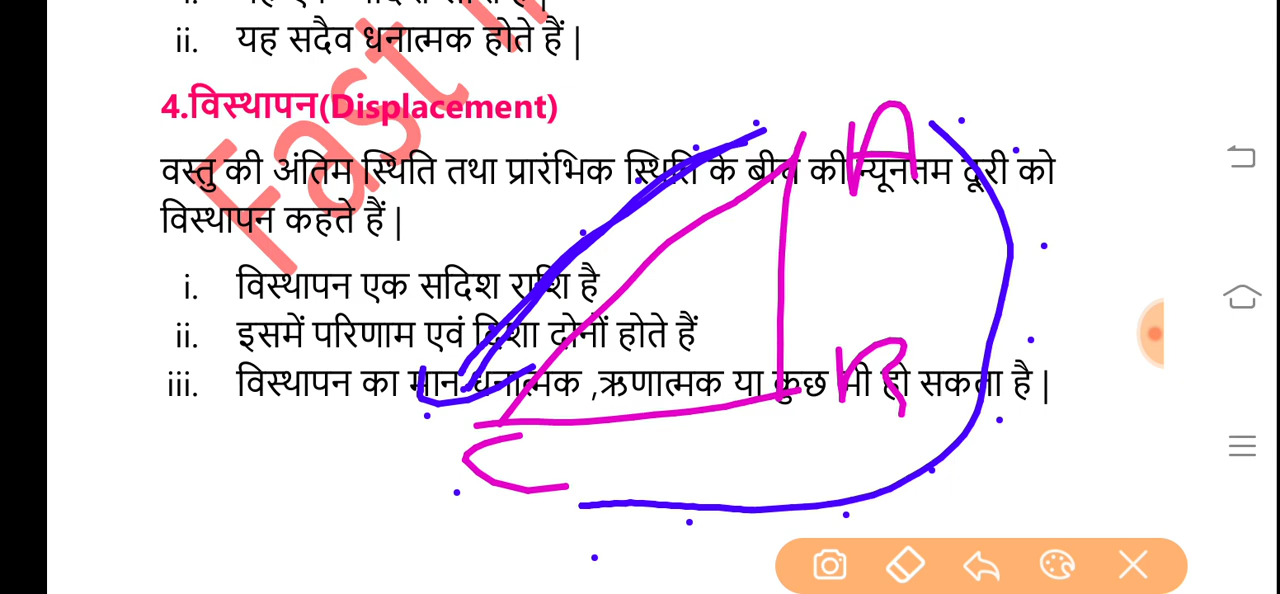 ii. यह सदैव धनात्मक होते हैं |
4.विस्थापन(Displacement)
वस्तु की अंतिम स्थिति तथा प्रारंभिक स्थिति के बीच की न्यूनतम दूरी को
विस्थापन कहते हैं |
i. विस्थापन एक सदिश राशि है
ii. इसमें परिणाम एवं दिशा दोनों होते हैं
iii. विस्थापन का मान धनात्मक ,ऋणात्मक या कुछ भी हो सकता है |
A
B
C
Fast